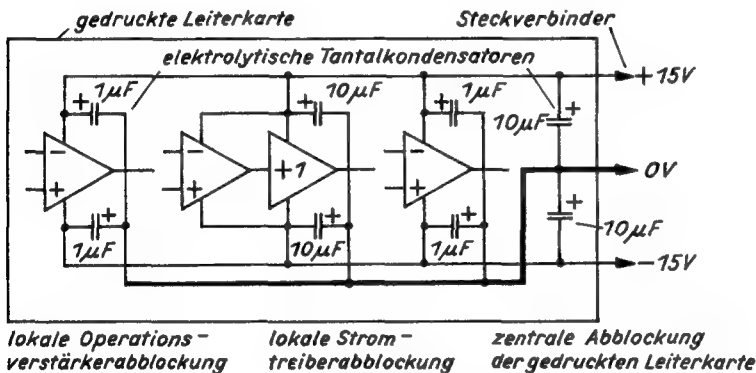 gedruckte Leiterkarte
Steckverbinder
elektrolytische Tantalkondensatoren
+ 1µF
+ 10µF
+ 1µF
+ 15V
+ 10µF
-
+
-
+
+1
-
+
0V
+ 10µF
1µF +
10µF +
1µF +
- 15V
lokale Operations-
verstärkerabblockung
lokale Strom-
treiberabblockung
zentrale Abblockung
der gedruckten Leiterkarte